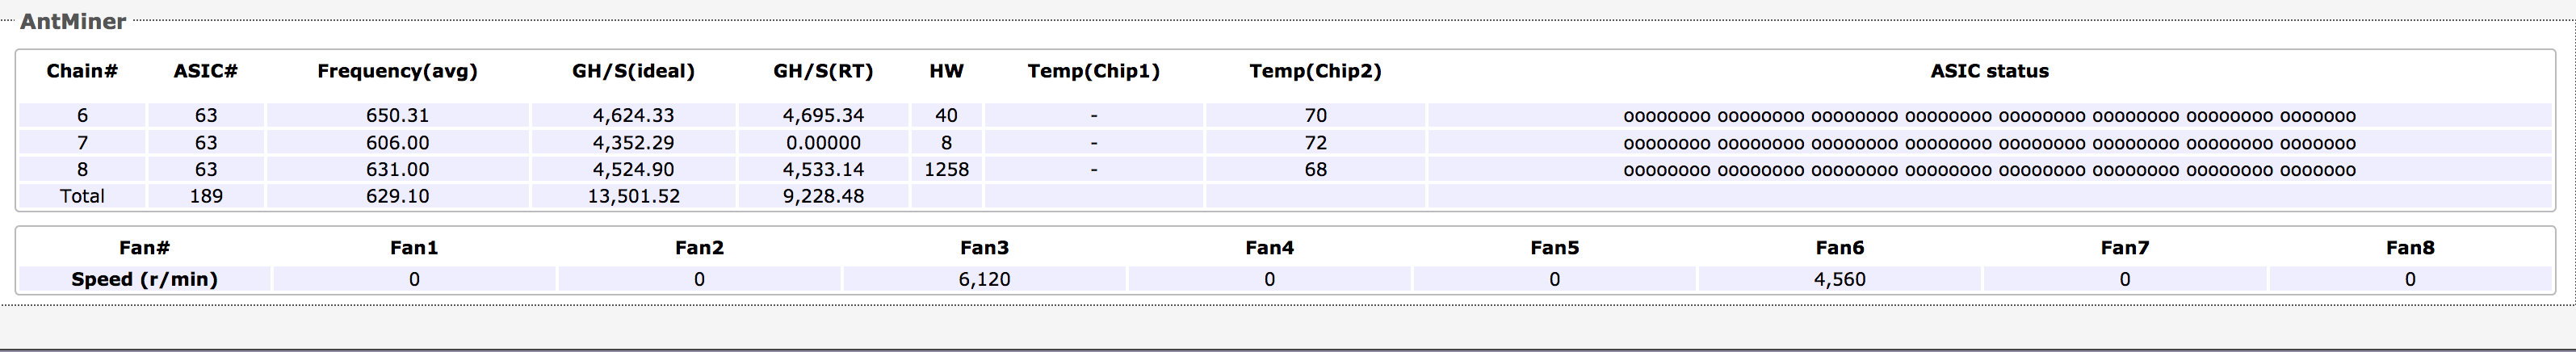 AntMiner
Chain# ASIC# Frequency(avg) GH/S(ideal) GH/S(RT) HW Temp(Chip1) Temp(Chip2) ASIC status
6 63 650.31 4,624.33 4,695.34 40 - 70 oooooooo oooooooo oooooooo oooooooo oooooooo oooooooo oooooooo ooooooo
7 63 606.00 4,352.29 0.00000 8 - 72 oooooooo oooooooo oooooooo oooooooo oooooooo oooooooo oooooooo ooooooo
8 63 631.00 4,524.90 4,533.14 1258 - 68 oooooooo oooooooo oooooooo oooooooo oooooooo oooooooo oooooooo ooooooo
Total 189 629.10 13,501.52 9,228.48
Fan# Fan1 Fan2 Fan3 Fan4 Fan5 Fan6 Fan7 Fan8
Speed (r/min) 0 0 6,120 0 0 4,560 0 0